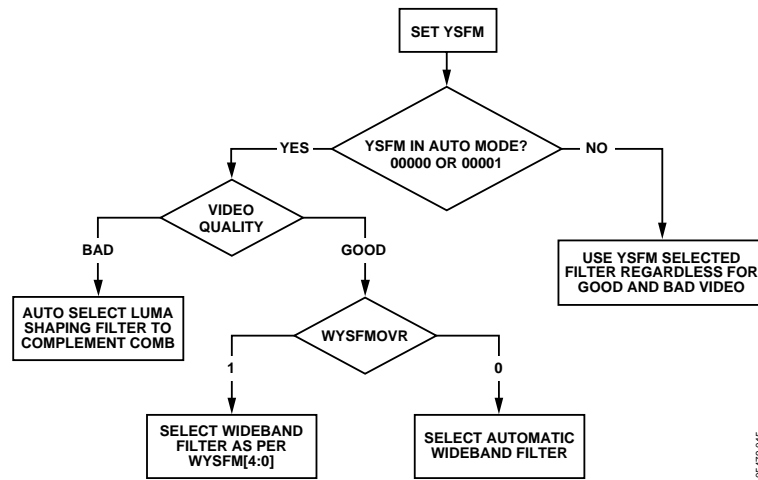 SET YSFM
YSFM IN AUTO MODE?
00000 OR 00001
YES
NO
VIDEO
QUALITY
BAD
GOOD
USE YSFM SELECTED
FILTER REGARDLESS FOR
GOOD AND BAD VIDEO
AUTO SELECT LUMA
SHAPING FILTER TO
COMPLEMENT COMB
WYSFMOVR
1
0
SELECT WIDEBAND
FILTER AS PER
WYSFM[4:0]
SELECT AUTOMATIC
WIDEBAND FILTER